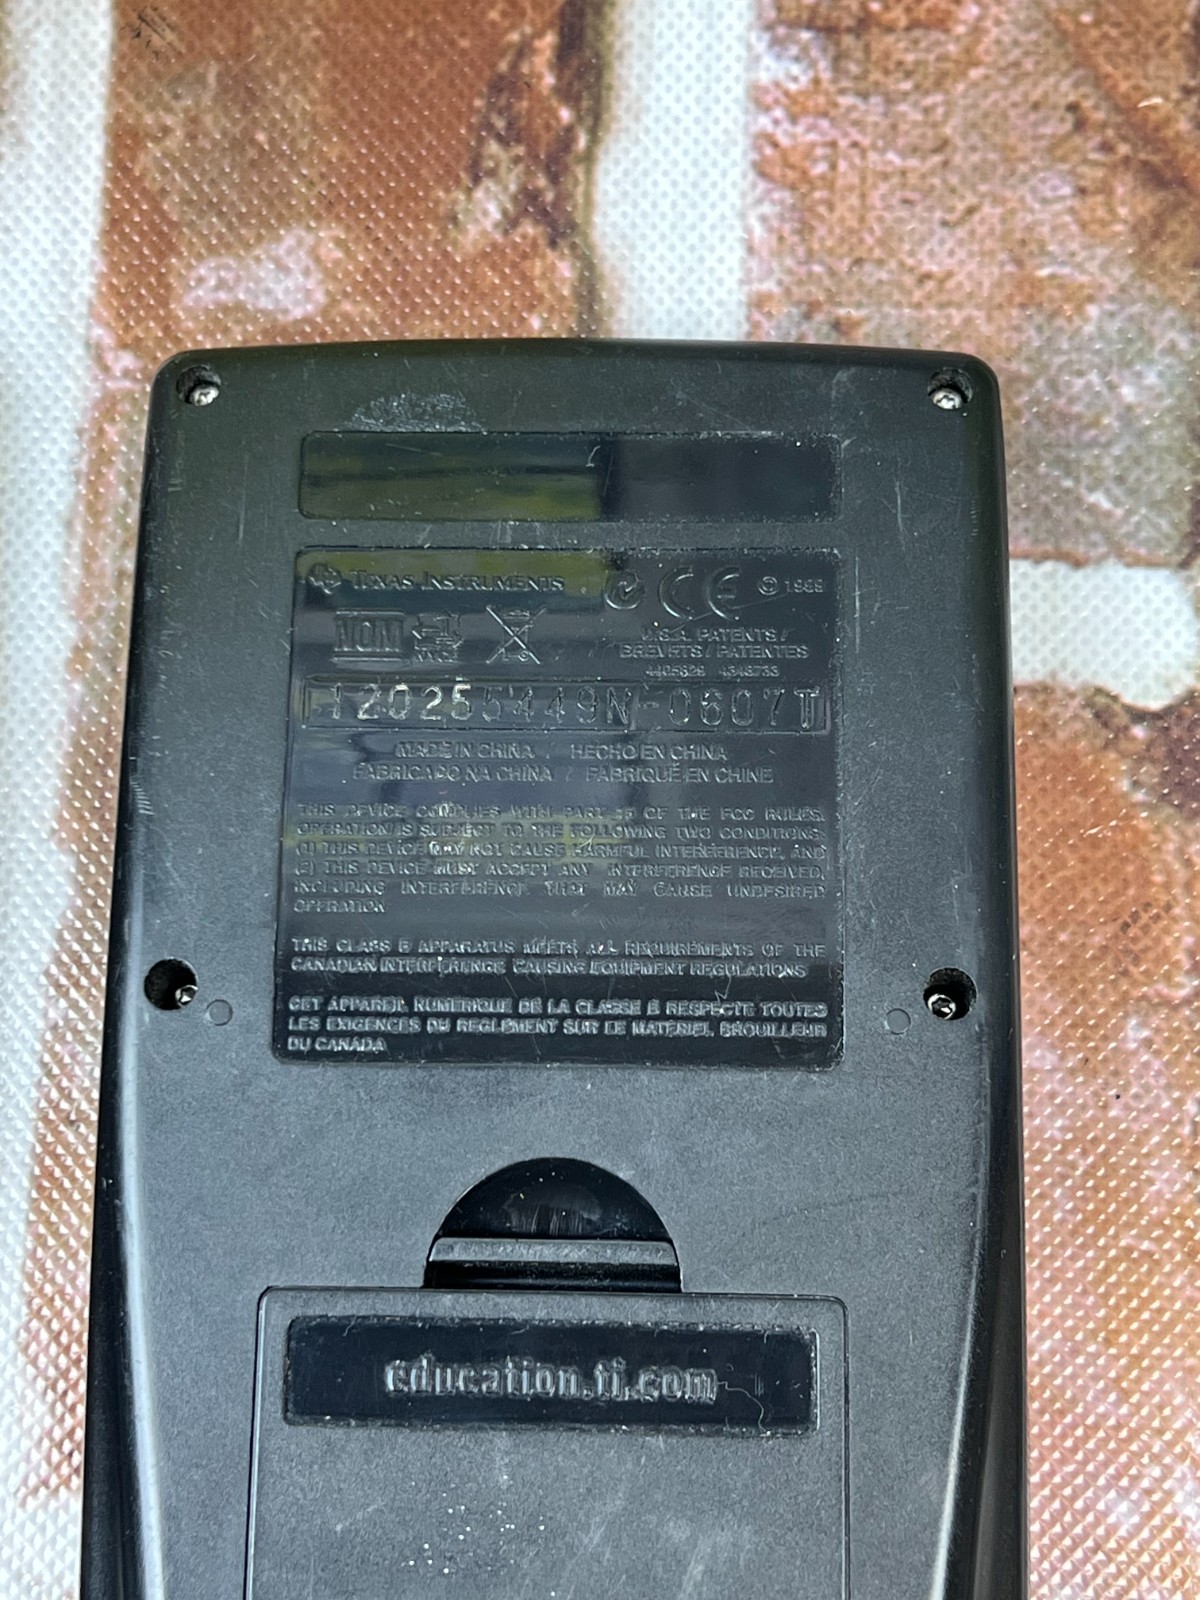 TEXAS INSTRUMENTS
CE © 1999
NOM
NYCE
U.S.A. PATENTS /
BREVETS / PATENTES
4405829 4348733
1202555449N-0607T
MADE IN CHINA / HECHO EN CHINA
FABRICADO NA CHINA / FABRIQUÉ EN CHINE
THIS DEVICE COMPLIES WITH PART 15 OF THE FCC RULES.
OPERATION IS SUBJECT TO THE FOLLOWING TWO CONDITIONS:
(1) THIS DEVICE MAY NOT CAUSE HARMFUL INTERFERENCE, AND
(2) THIS DEVICE MUST ACCEPT ANY INTERFERENCE RECEIVED,
INCLUDING INTERFERENCE THAT MAY CAUSE UNDESIRED
OPERATION
THIS CLASS B APPARATUS MEETS ALL REQUIREMENTS OF THE
CANADIAN INTERFERENCE CAUSING EQUIPMENT REGULATIONS
CET APPAREIL NUMERIQUE DE LA CLASSE B RESPECTE TOUTES
LES EXIGENCES DU REGLEMENT SUR LE MATERIEL BROUILLEUR
DU CANADA
education.ti.com